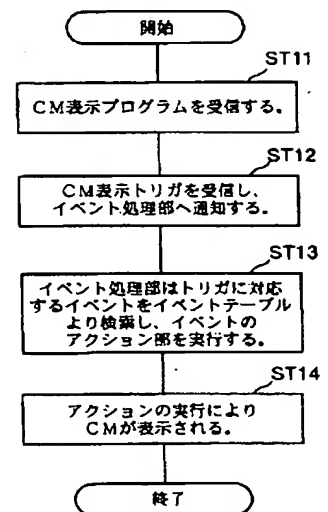 開始
ST11
CM表示プログラムを受信する。
ST12
CM表示トリガを受信し、
イベント処理部へ通知する。
ST13
イベント処理部はトリガに対応
するイベントをイベントテーブル
より検索し、イベントの
アクション部を実行する。
ST14
アクションの実行により
CMが表示される。
終了